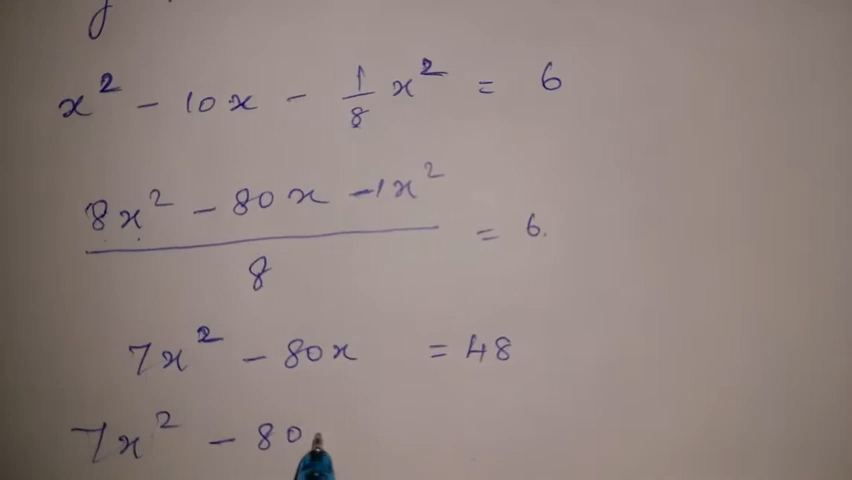 x² - 10x - 1/8 x² = 6
8x² - 80x - 1x² / 8 = 6.
7x² - 80x = 48
7x² - 80